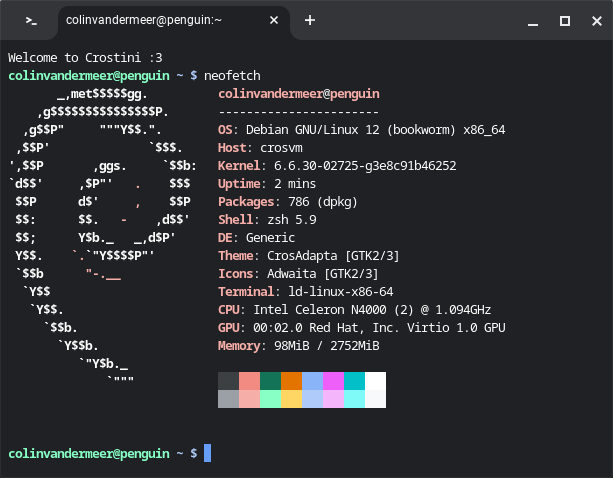 colinvandermeer@penguin:~
Welcome to Crostini :3
colinvandermeer@penguin ~ $ neofetch
       _,met$$$$$gg.          colinvandermeer@penguin
    ,g$$$$$$$$$$$$$$$P.       -----------------------
  ,g$$P"     """Y$$.".        OS: Debian GNU/Linux 12 (bookworm) x86_64
 ,$$P'              `$$$.     Host: crosvm
',$$P       ,ggs.     `$$b:   Kernel: 6.6.30-02725-g3e8c91b46252
`d$$'     ,$P"'   .    $$$    Uptime: 2 mins
 $$P      d$'     ,    $$P    Packages: 786 (dpkg)
 $$:      $$.   -    ,d$$'    Shell: zsh 5.9
 $$;      Y$b._   _,d$P'      DE: Generic
 Y$$.    `.`"Y$$$$P"'         Theme: CrosAdapta [GTK2/3]
 `$$b      "-.__              Icons: Adwaita [GTK2/3]
  `Y$$                        Terminal: ld-linux-x86-64
   `Y$$.                      CPU: Intel Celeron N4000 (2) @ 1.094GHz
     `$$b.                    GPU: 00:02.0 Red Hat, Inc. Virtio 1.0 GPU
       `Y$$b.                 Memory: 98MiB / 2752MiB
          `"Y$b._
              `"""
colinvandermeer@penguin ~ $